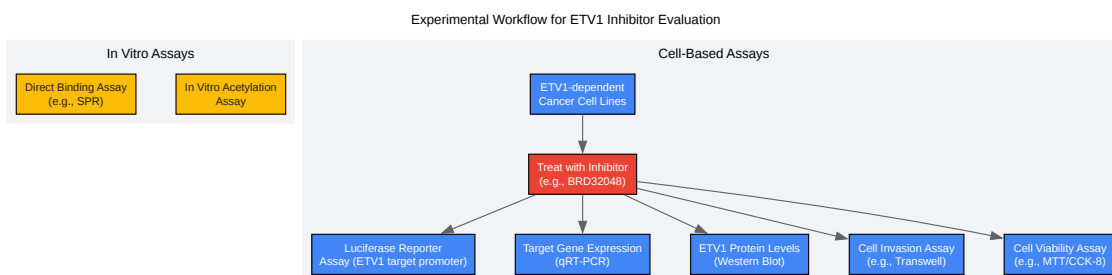 Experimental Workflow for ETV1 Inhibitor Evaluation
In Vitro Assays
Direct Binding Assay
(e.g., SPR)
In Vitro Acetylation
Assay
Cell-Based Assays
ETV1-dependent
Cancer Cell Lines
Treat with Inhibitor
(e.g., BRD32048)
Luciferase Reporter
Assay (ETV1 target promoter)
Target Gene Expression
(qRT-PCR)
ETV1 Protein Levels
(Western Blot)
Cell Invasion Assay
(e.g., Transwell)
Cell Viability Assay
(e.g., MTT/CCK-8)